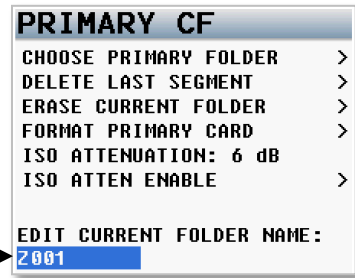 PRIMARY CF
CHOOSE PRIMARY FOLDER >
DELETE LAST SEGMENT >
ERASE CURRENT FOLDER >
FORMAT PRIMARY CARD >
ISO ATTENUATION: 6 dB
ISO ATTEN ENABLE >
EDIT CURRENT FOLDER NAME:
Z001